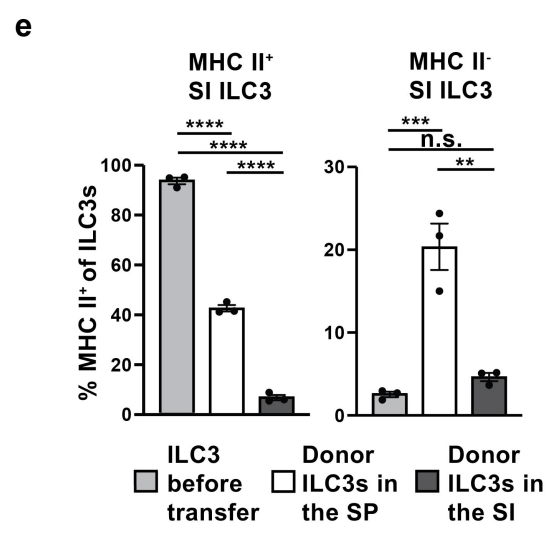 e
MHC II⁺
SI ILC3
MHC II⁻
SI ILC3
****
****
****
***
n.s.
**
% MHC II⁺ of ILC3s
100
80
60
40
20
0
30
20
10
0
ILC3
before
transfer
Donor
ILC3s in
the SP
Donor
ILC3s in
the SI